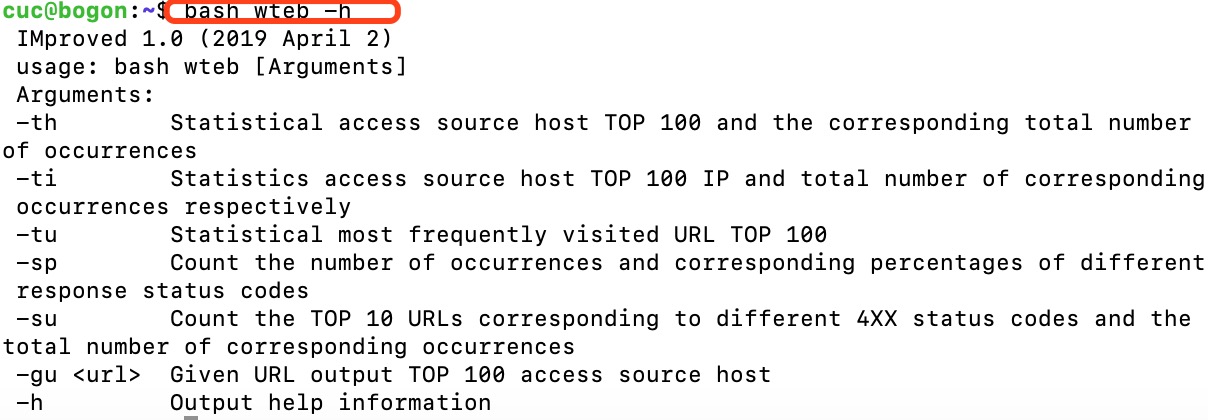 cuc@bogon:~$ bash wteb -h
IMproved 1.0 (2019 April 2)
usage: bash wteb [Arguments]
Arguments:
-th        Statistical access source host TOP 100 and the corresponding total number
of occurrences
-ti        Statistics access source host TOP 100 IP and total number of corresponding
occurrences respectively
-tu        Statistical most frequently visited URL TOP 100
-sp        Count the number of occurrences and corresponding percentages of different
response status codes
-su        Count the TOP 10 URLs corresponding to different 4XX status codes and the
total number of corresponding occurrences
-gu <url>  Given URL output TOP 100 access source host
-h         Output help information